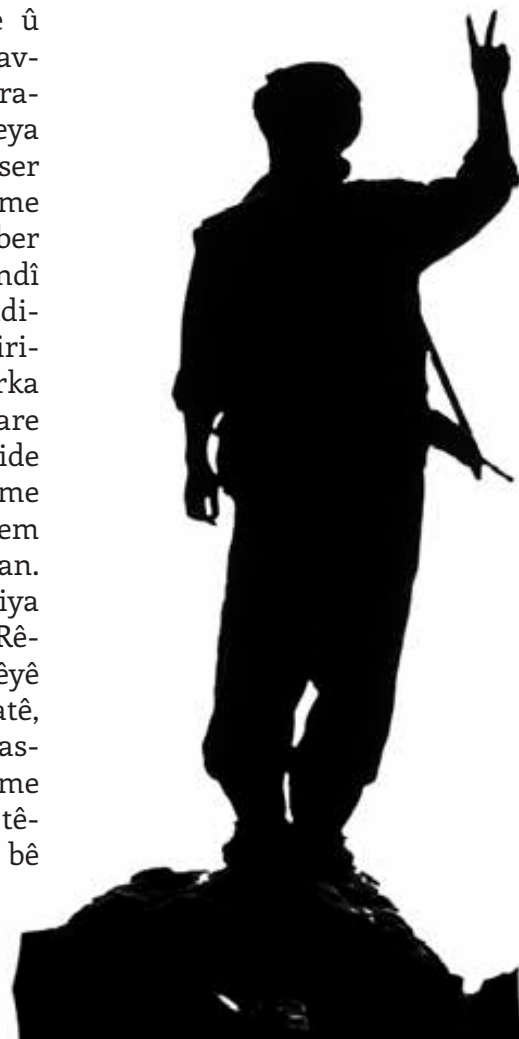 e û
av-
ra-
eya
ser
me
ber
ndî
di-
iri-
rka
are
ide
me
em
an.
iya
Rê-
êyê
atê,
as-
me
tê-
bê